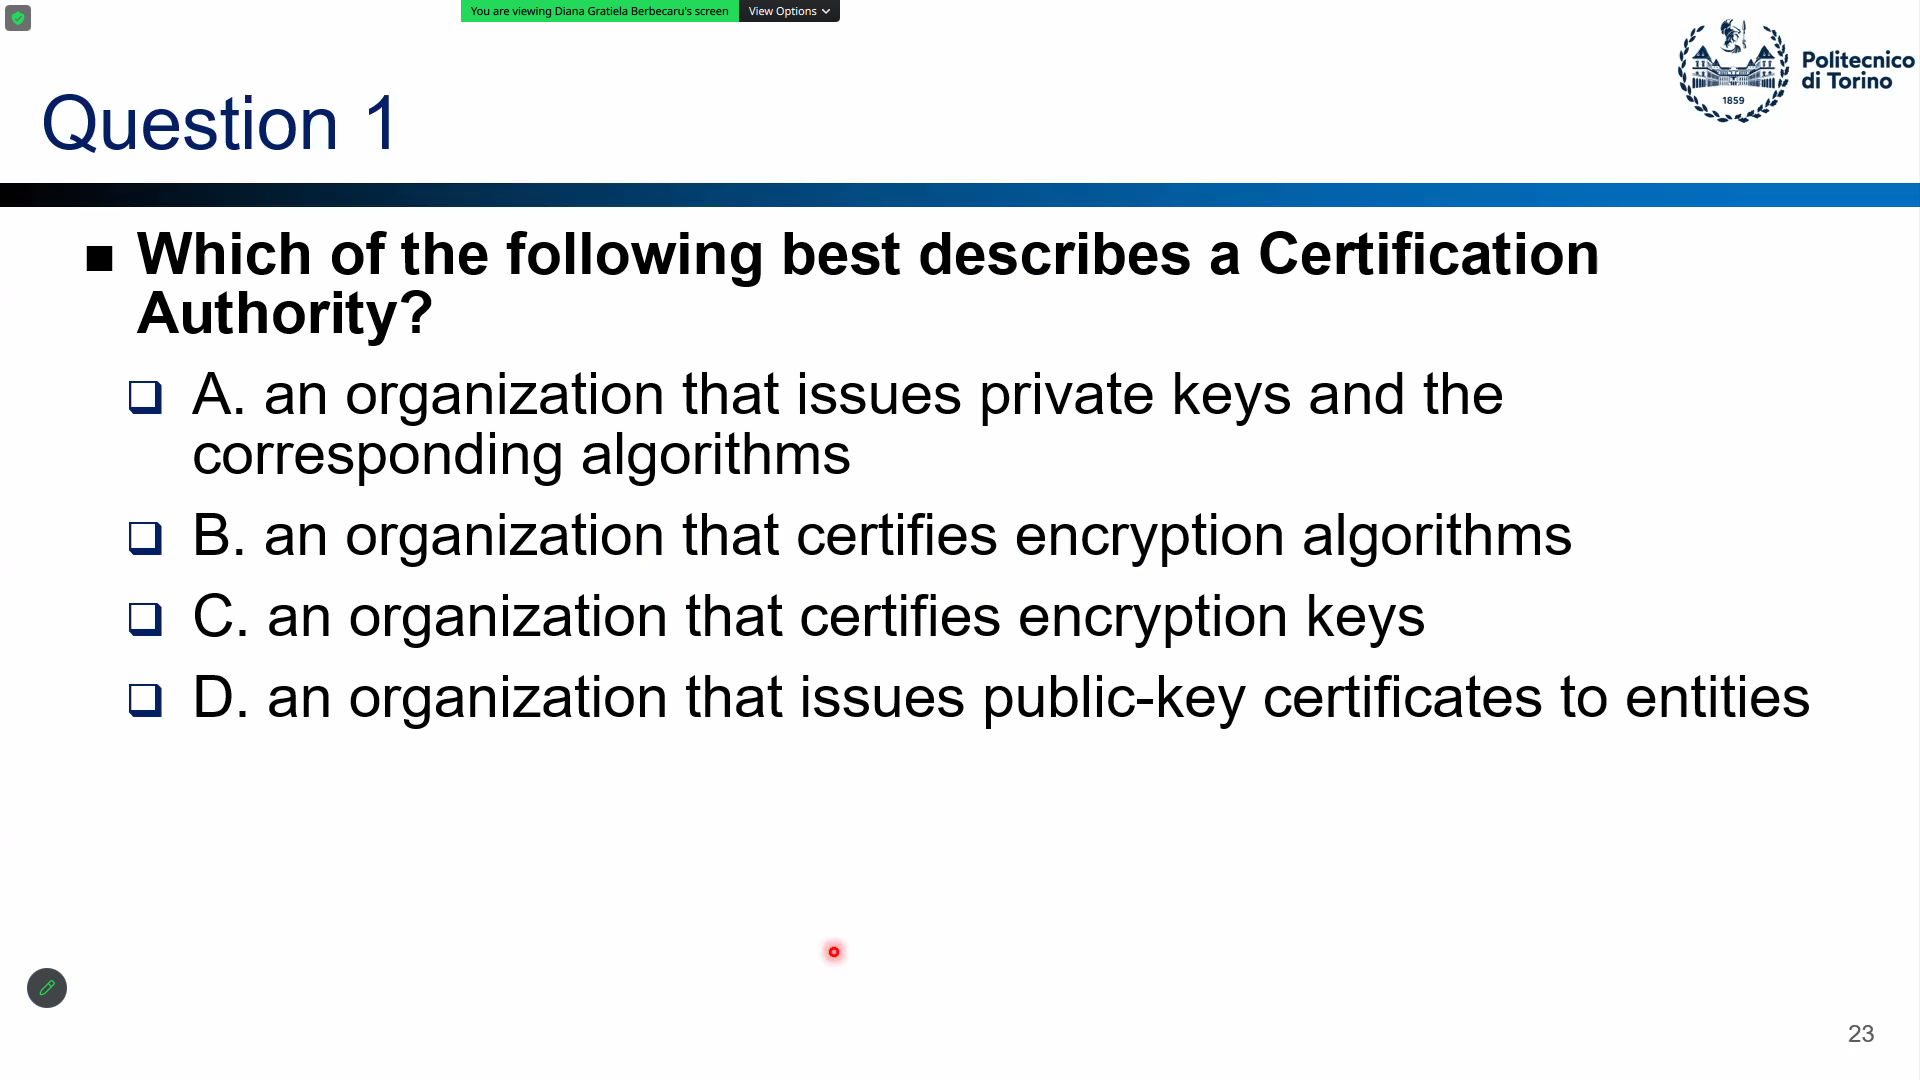 You are viewing Diana Gratiela Berbecaru's screen View Options
Politecnico
di Torino
1859
Question 1
Which of the following best describes a Certification
Authority?
A. an organization that issues private keys and the
corresponding algorithms
B. an organization that certifies encryption algorithms
C. an organization that certifies encryption keys
D. an organization that issues public-key certificates to entities
23